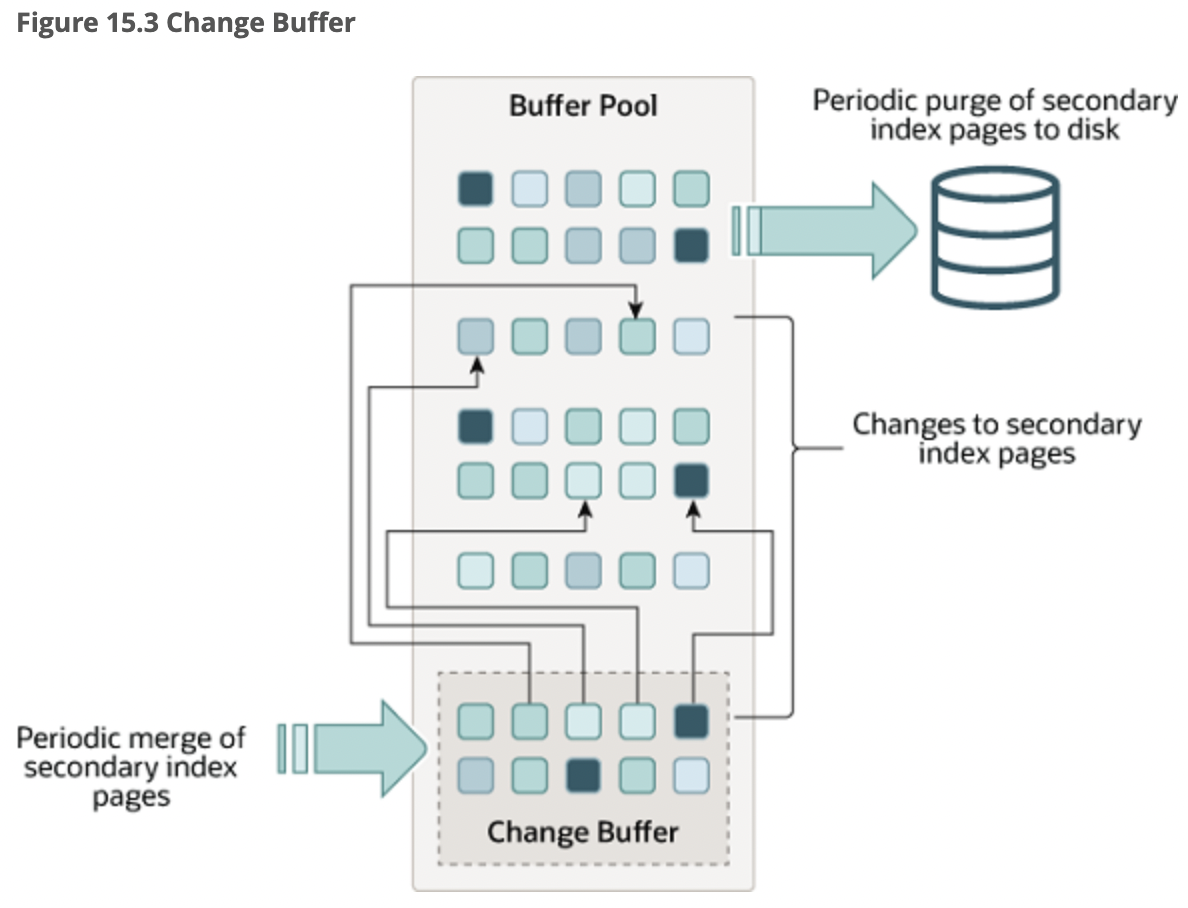 Figure 15.3 Change Buffer
Buffer Pool
Periodic purge of secondary
index pages to disk
Changes to secondary
index pages
Periodic merge of
secondary index
pages
Change Buffer